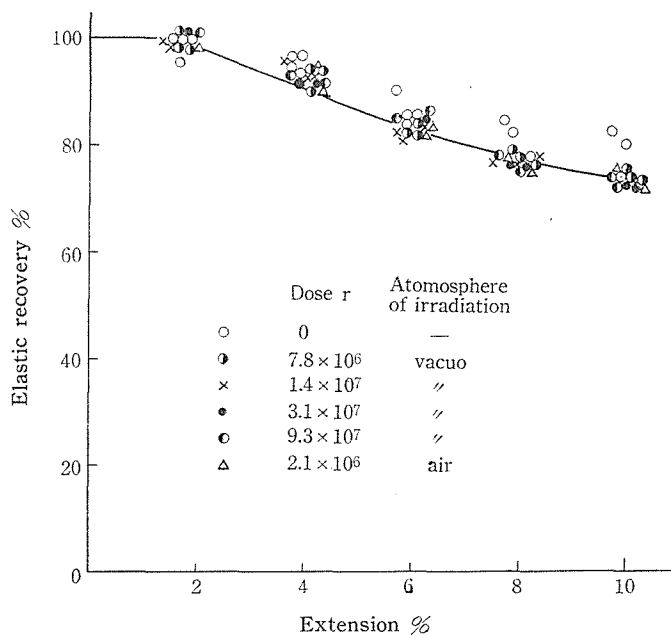 100
80
60
40
20
0
Elastic recovery %
2
4
6
8
10
Extension %
Dose r Atomosphere of irradiation
0 —
7.8 × 10⁶ vacuo
1.4 × 10⁷ 〃
3.1 × 10⁷ 〃
9.3 × 10⁷ 〃
2.1 × 10⁶ air